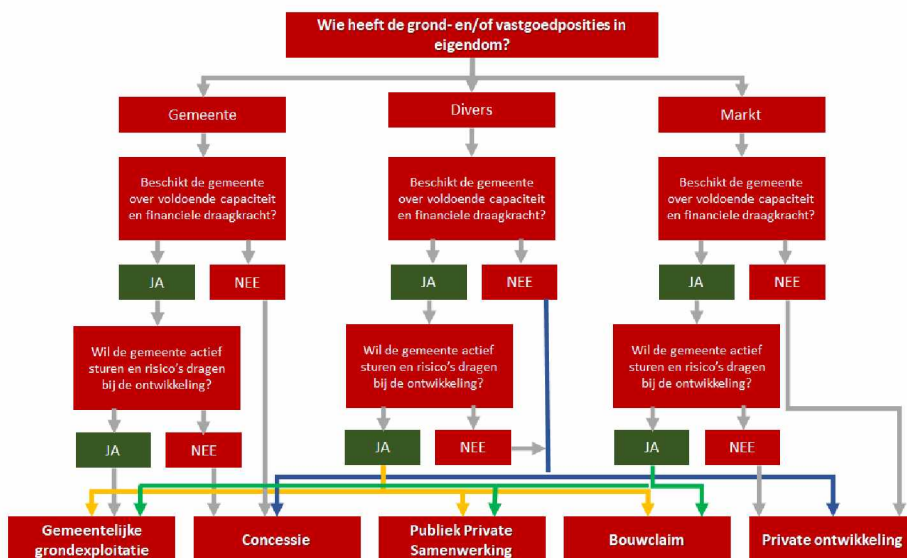 Wie heeft de grond- en/of vastgoedposities in
eigendom?
Gemeente
Divers
Markt
Beschikt de gemeente
over voldoende capaciteit
en financiele draagkracht?
Beschikt de gemeente
over voldoende capaciteit
en financiele draagkracht?
Beschikt de gemeente
over voldoende capaciteit
en financiele draagkracht?
JA
NEE
JA
NEE
JA
NEE
Wil de gemeente actief
sturen en risico's dragen
bij de ontwikkeling?
Wil de gemeente actief
sturen en risico's dragen
bij de ontwikkeling?
Wil de gemeente actief
sturen en risico's dragen
bij de ontwikkeling?
JA
NEE
JA
NEE
JA
NEE
Gemeentelijke
grondexploitatie
Concessie
Publiek Private
Samenwerking
Bouwclaim
Private ontwikkeling